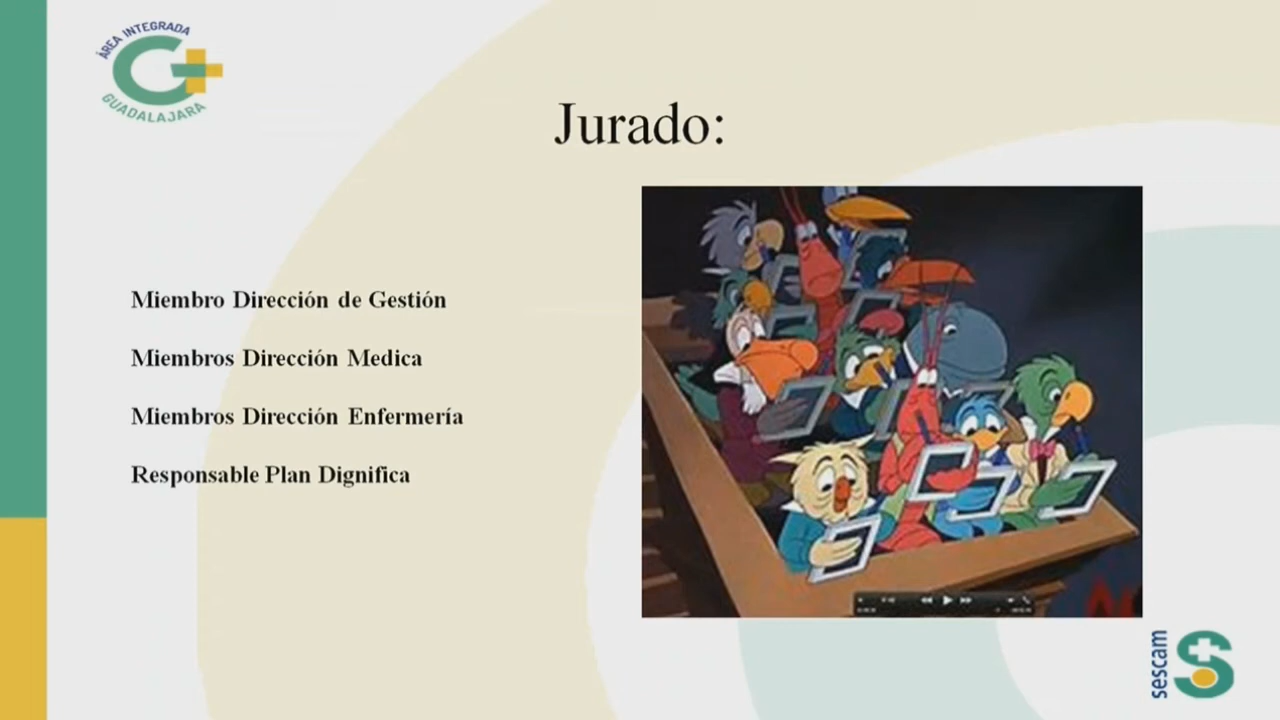 ÁREA INTEGRADA
GUADALAJARA
Jurado:
Miembro Dirección de Gestión
Miembros Dirección Medica
Miembros Dirección Enfermería
Responsable Plan Dignifica
sescam